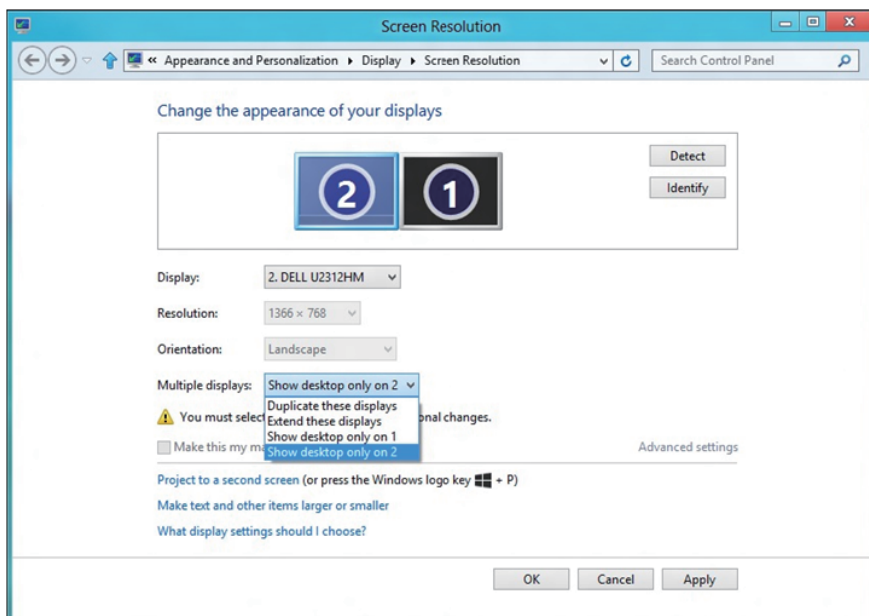 Screen Resolution
« Appearance and Personalization Display Screen Resolution Search Control Panel
Change the appearance of your displays
2 1
Detect
Identify
Display: 2. DELL U2312HM
Resolution: 1366 × 768
Orientation: Landscape
Multiple displays: Show desktop only on 2
Duplicate these displays
You must select onal changes.
Extend these displays
Show desktop only on 1
Make this my ma Advanced settings
Show desktop only on 2
Project to a second screen (or press the Windows logo key + P)
Make text and other items larger or smaller
What display settings should I choose?
OK Cancel Apply